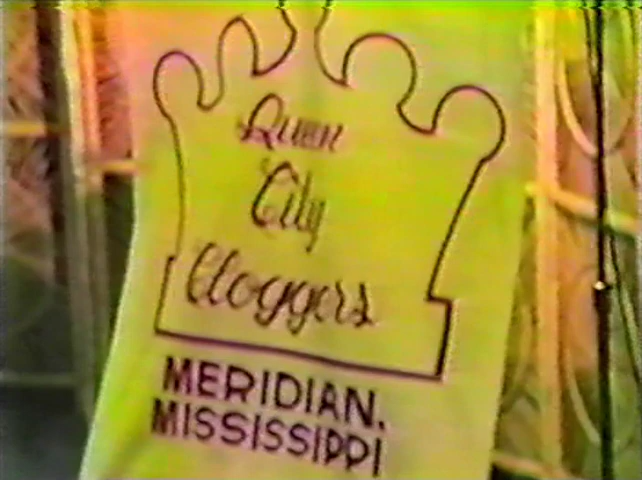 Queen
City
Cloggers
MERIDIAN,
MISSISSIPPI